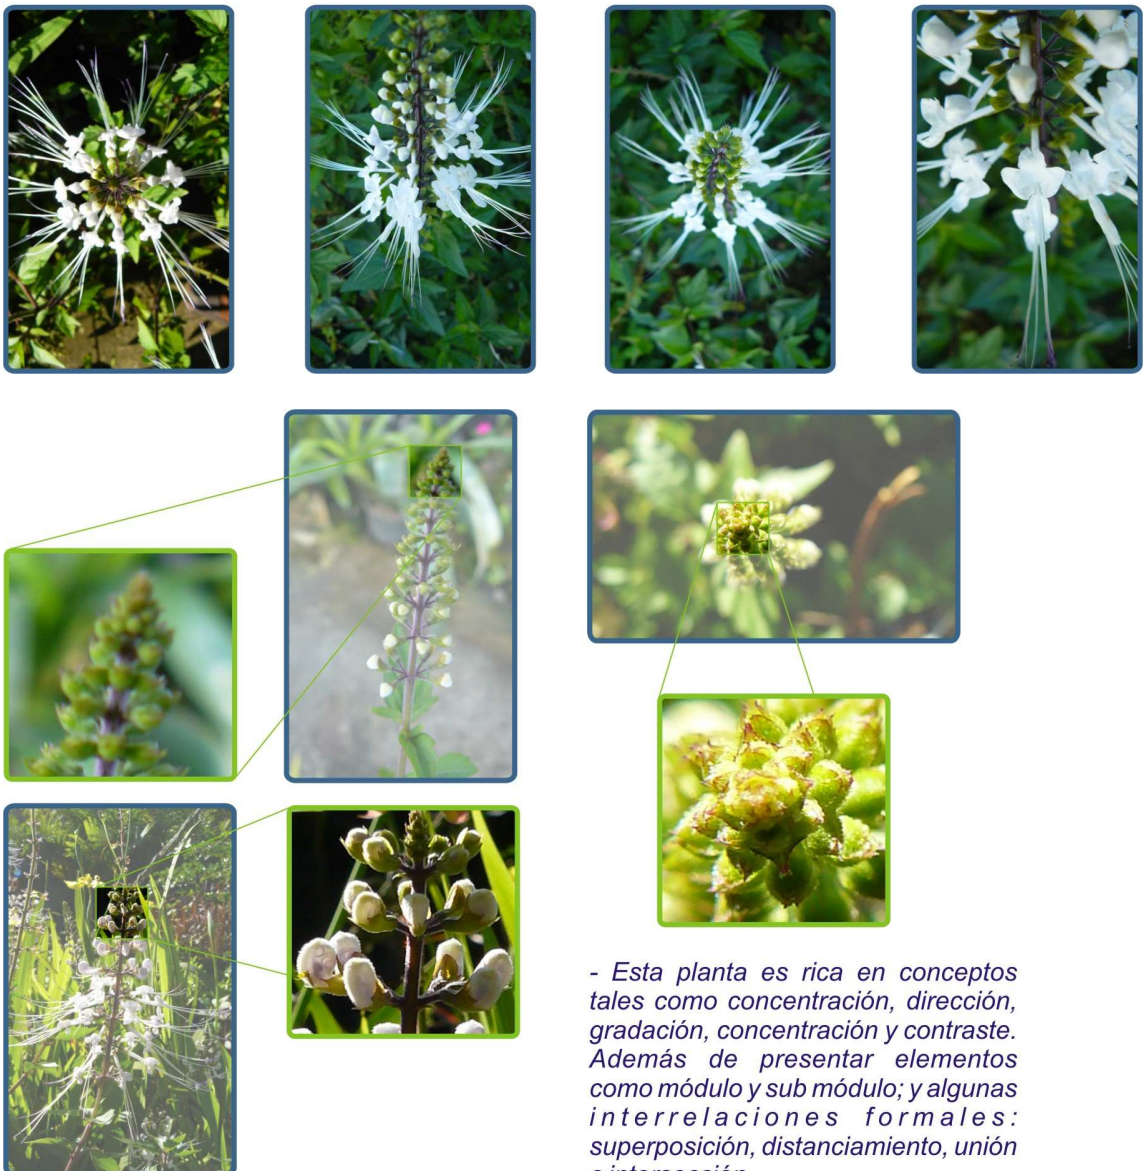 - Esta planta es rica en conceptos
tales como concentración, dirección,
gradación, concentración y contraste.
Además de presentar elementos
como módulo y sub módulo; y algunas
interrelaciones formales:
superposición, distanciamiento, unión
e intersección